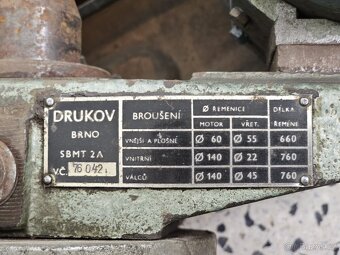 DRUKOV
BRNO
SBMT 2A
V.Č. 76 042
BROUŠENÍ Ø ŘEMENICE DÉLKA ŘEMENE
MOTOR VŘET.
VNĚJŠÍ A PLOŠNÉ Ø 60 Ø 55 660
VNITŘNÍ Ø 140 Ø 22 760
VÁLCŮ Ø 140 Ø 45 760